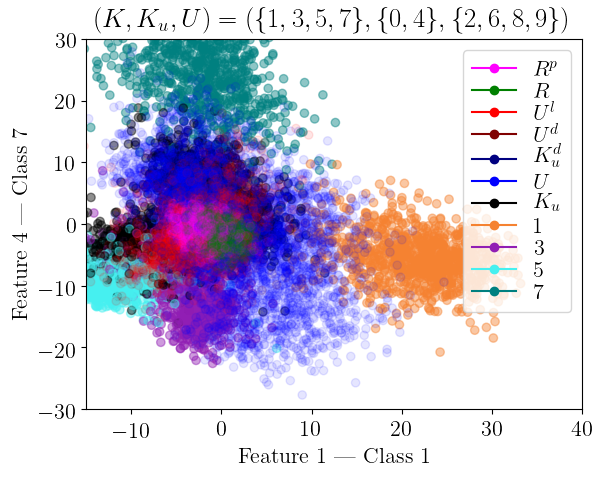 (K, K_u, U) = ({1, 3, 5, 7}, {0, 4}, {2, 6, 8, 9})
30
20
10
0
−10
−20
−30
Feature 4 — Class 7
R^p
R
U^l
U^d
K_u^d
U
K_u
1
3
5
7
−10
0
10
20
30
40
Feature 1 — Class 1